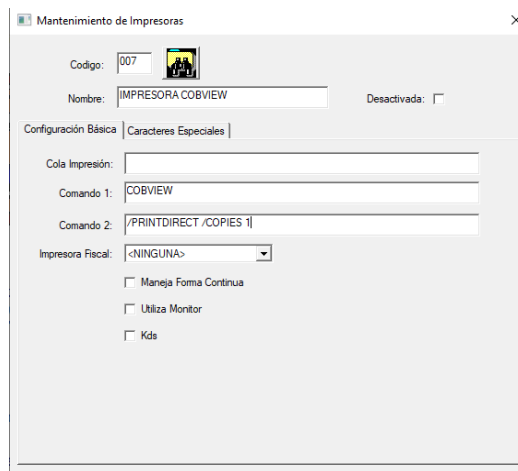 Mantenimiento de Impresoras
Codigo: 007
Nombre: IMPRESORA COBVIEW Desactivada:
Configuración Básica Caracteres Especiales
Cola Impresión:
Comando 1: COBVIEW
Comando 2: /PRINTDIRECT /COPIES 1
Impresora Fiscal: <NINGUNA>
Maneja Forma Continua
Utiliza Monitor
Kds